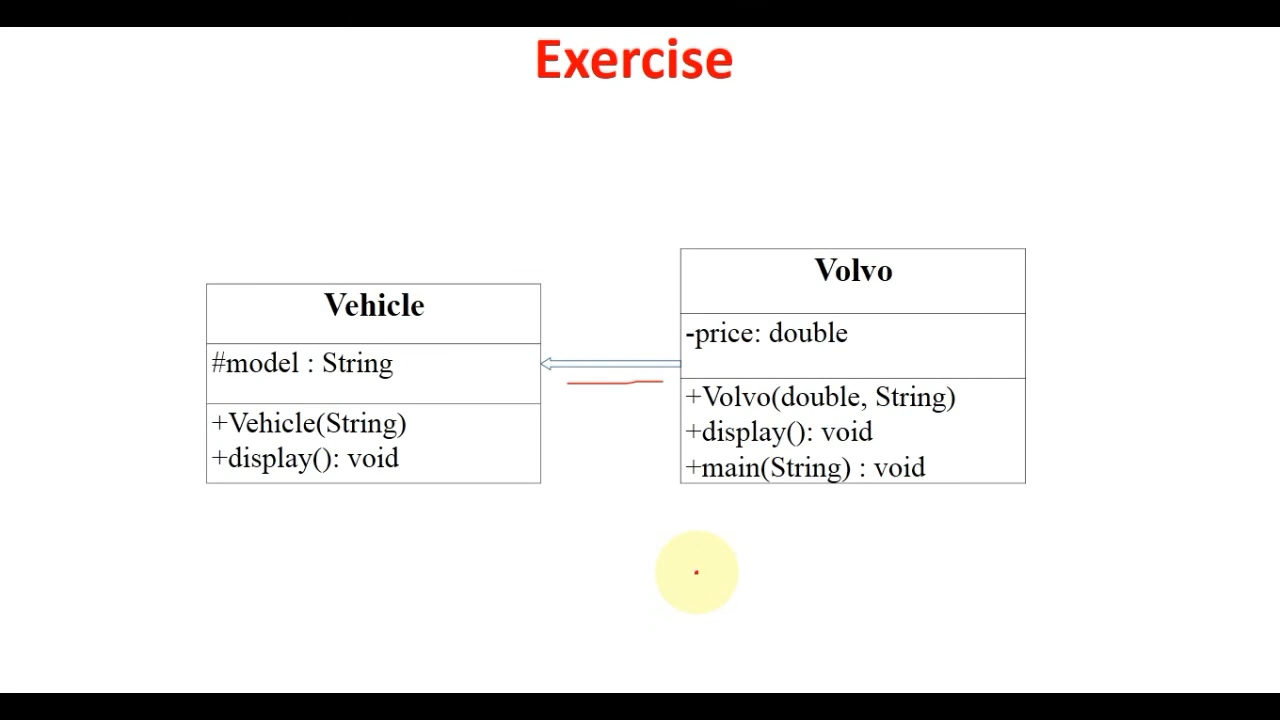 Exercise
Vehicle
#model : String
+Vehicle(String)
+display(): void
Volvo
-price: double
+Volvo(double, String)
+display(): void
+main(String) : void